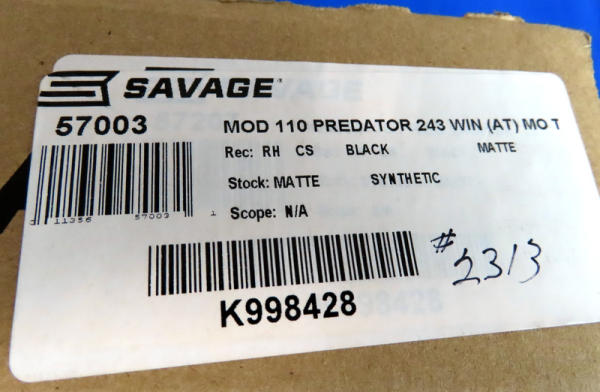 SAVAGE
57003 MOD 110 PREDATOR 243 WIN (AT) MO T
Rec: RH CS BLACK MATTE
Stock: MATTE SYNTHETIC
Scope: N/A
11356 57003 1
K998428
#2313